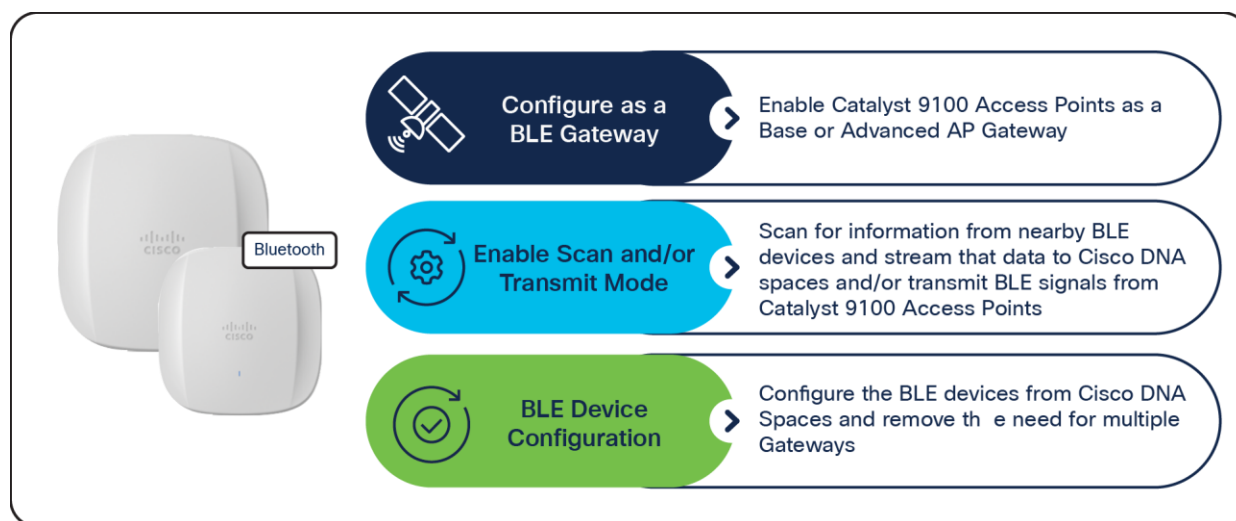 CISCO
Bluetooth
CISCO
Configure as a
BLE Gateway
Enable Catalyst 9100 Access Points as a
Base or Advanced AP Gateway
Enable Scan and/or
Transmit Mode
Scan for information from nearby BLE
devices and stream that data to Cisco DNA
spaces and/or transmit BLE signals from
Catalyst 9100 Access Points
BLE Device
Configuration
Configure the BLE devices from Cisco DNA
Spaces and remove th e need for multiple
Gateways